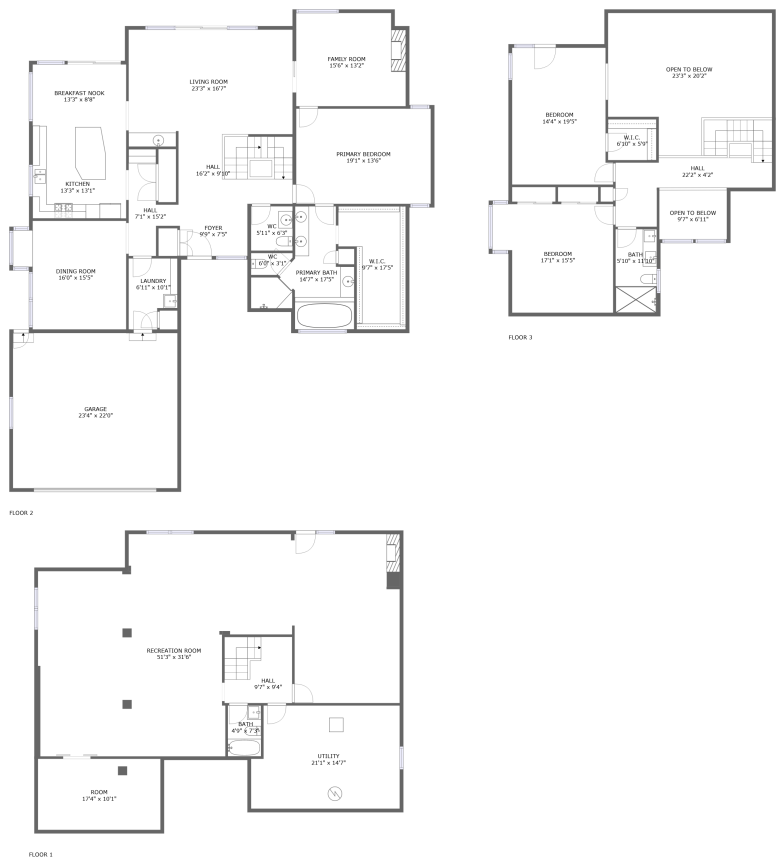 FAMILY ROOM
15'6" x 13'2"
LIVING ROOM
23'3" x 16'7"
BREAKFAST NOOK
13'3" x 8'8"
PRIMARY BEDROOM
19'1" x 13'6"
HALL
16'2" x 9'10"
KITCHEN
13'3" x 13'1"
HALL
7'1" x 15'2"
FOYER
9'9" x 7'5"
WC
5'11" x 6'3"
WC
6'0" x 3'1"
W.I.C.
9'7" x 17'5"
PRIMARY BATH
14'7" x 17'5"
DINING ROOM
16'0" x 15'5"
LAUNDRY
6'11" x 10'1"
GARAGE
23'4" x 22'0"
FLOOR 2
OPEN TO BELOW
23'3" x 20'2"
BEDROOM
14'4" x 19'5"
W.I.C.
6'10" x 5'9"
HALL
22'2" x 4'2"
OPEN TO BELOW
9'7" x 6'11"
BEDROOM
17'1" x 15'5"
BATH
5'10" x 11'10"
FLOOR 3
RECREATION ROOM
51'3" x 31'6"
HALL
9'7" x 9'4"
BATH
4'9" x 7'3"
UTILITY
21'1" x 14'7"
ROOM
17'4" x 10'1"
FLOOR 1